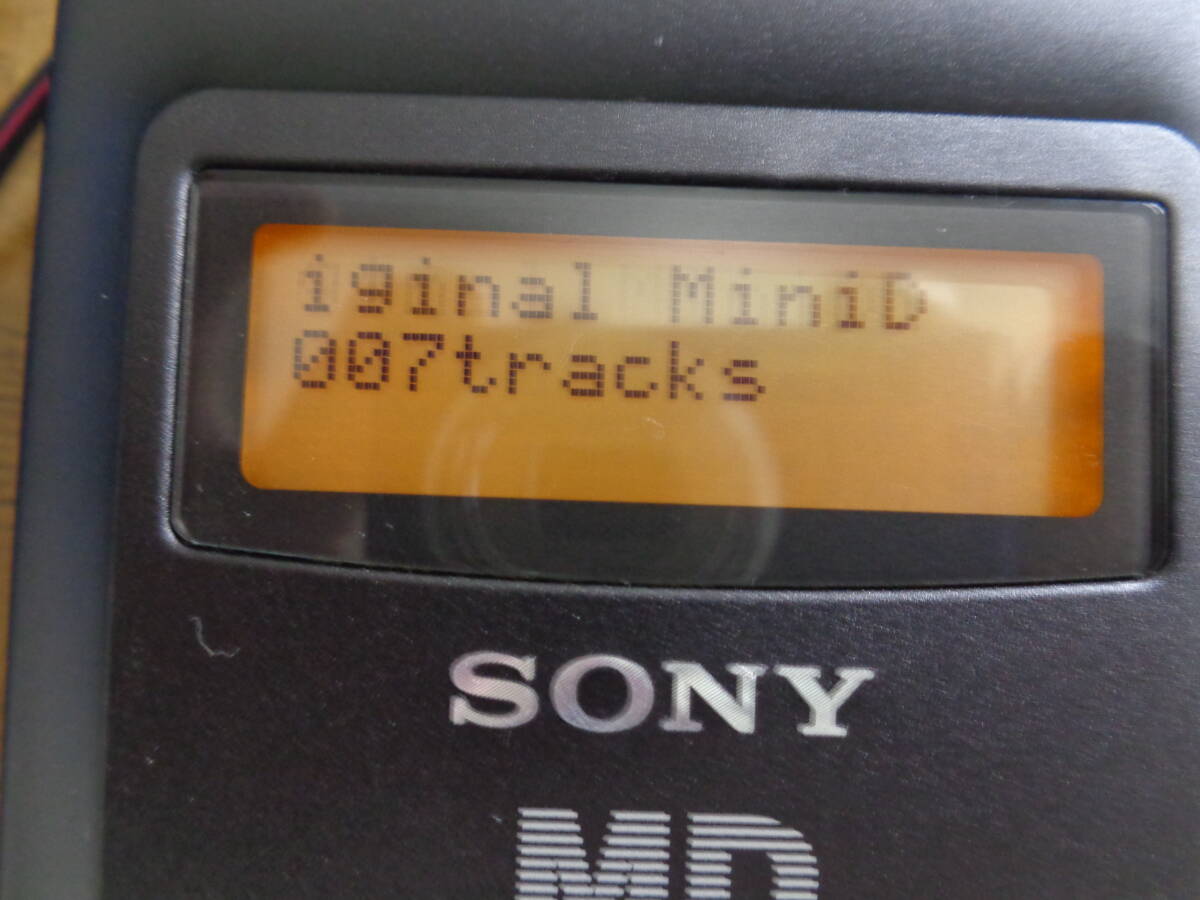 iginal MiniD
007tracks
SONY
MD